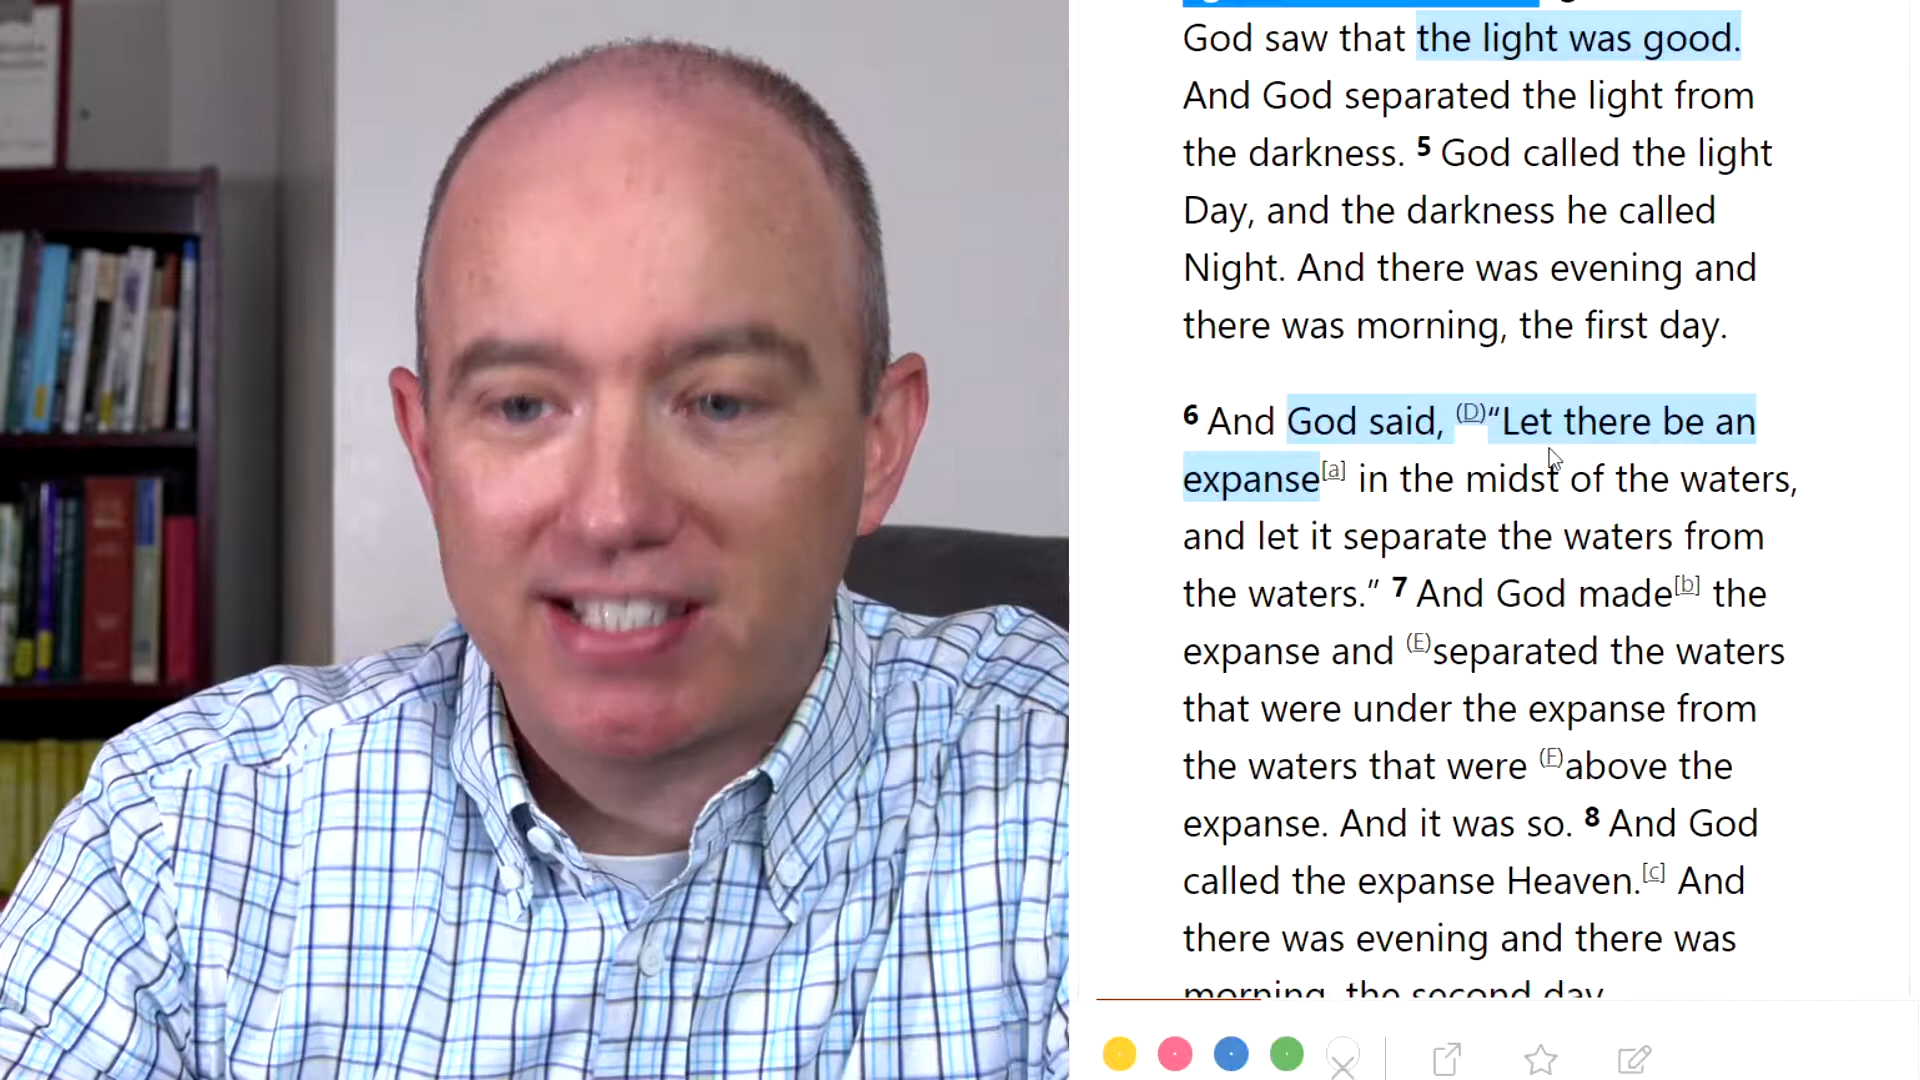 God saw that the light was good.
And God separated the light from
the darkness. 5 God called the light
Day, and the darkness he called
Night. And there was evening and
there was morning, the first day.
6 And God said, (D)“Let there be an
expanse[a] in the midst of the waters,
and let it separate the waters from
the waters.” 7 And God made[b] the
expanse and (E)separated the waters
that were under the expanse from
the waters that were (F)above the
expanse. And it was so. 8 And God
called the expanse Heaven.[c] And
there was evening and there was
morning, the second day.